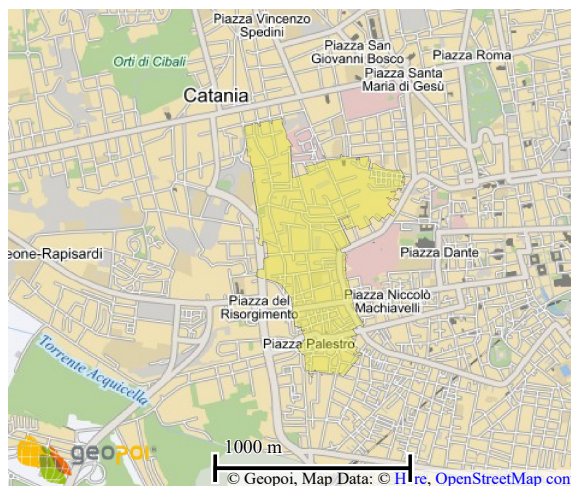 Piazza Vincenzo
Spedini
Piazza San
Giovanni Bosco
Piazza Roma
Orti di Cibali
Piazza Santa
Maria di Gesù
Catania
eone-Rapisardi
Piazza Dante
Piazza del
Risorgimento
Piazza Niccolò
Machiavelli
Piazza Palestro
Torrente Acquicella
geopoi
1000 m
© Geopoi, Map Data: © Here, OpenStreetMap cont